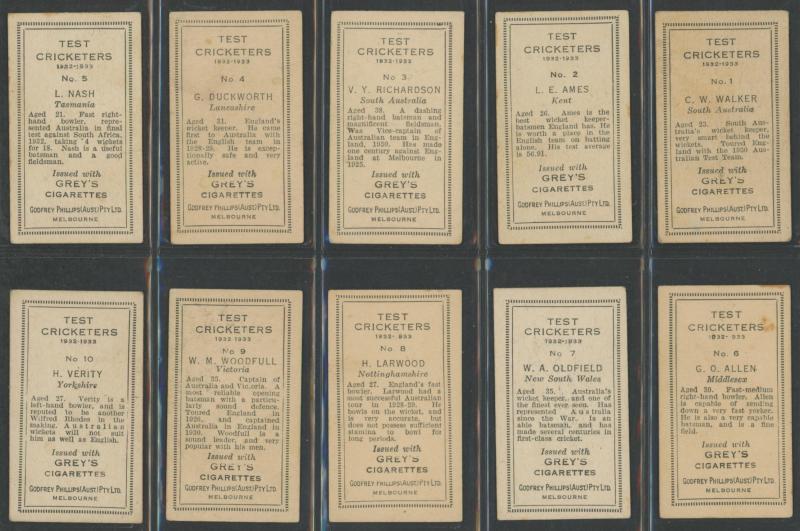 TEST
CRICKETERS
1932-1933
No. 5
L. NASH
Tasmania
Aged 21. Fast right-
hand bowler, repre-
sented Australia in final
test against South Africa,
1932, taking 4 wickets
for 18. Nash is a useful
batsman and a good
fieldsman.
Issued with
GREY'S
CIGARETTES
GODFREY PHILLIPS (AUST) PTY LTD.
MELBOURNE
TEST
CRICKETERS
1932-1933
No 4
G. DUCKWORTH
Lancashire
Aged 31. England's
wicket keeper. He came
first to Australia with
the English team in
1928-29. Is exception-
ally safe and very
active.
Issued with
GREY'S
CIGARETTES
GODFREY PHILLIPS (AUST) PTY LTD.
MELBOURNE
TEST
CRICKETERS
1932-1933
No 3
V. Y. RICHARDSON
South Australia
Aged 38. A dashing
right-hand batsman and
magnificent fieldsman.
Was Vice-captain of
Australian team in Eng-
land, 1930. Has made
one century against Eng-
land at Melbourne in
1925.
Issued with
GREY'S
CIGARETTES
GODFREY PHILLIPS (AUST) PTY LTD.
MELBOURNE
TEST
CRICKETERS
1932-1933
No. 2
L. E. AMES
Kent
Aged 26. Ames is the
best wicket keeper-
batsmen England has. He
is worth a place in the
English team on batting
alone. His test average
is 56.91.
Issued with
GREY'S
CIGARETTES
GODFREY PHILLIPS (AUST) PTY LTD.
MELBOURNE
TEST
CRICKETERS
1932-1933
No. 1
C. W. WALKER
South Australia
Aged 23. South Aus-
tralia's wicket keeper,
very smart behind the
wickets. Toured Eng-
land with the 1930 Aus-
tralian Test Team.
Issued with
GREY'S
CIGARETTES
GODFREY PHILLIPS (AUST) PTY LTD.
MELBOURNE
TEST
CRICKETERS
1932-1933
No 10
H. VERITY
Yorkshire
Aged 27. Verity is a
left-hand bowler, and is
reputed to be another
Wilfred Rhodes in the
making. Australian
wickets will not suit
him as well as English.
Issued with
GREY'S
CIGARETTES
GODFREY PHILLIPS (AUST) PTY LTD.
MELBOURNE
TEST
CRICKETERS
1932-1933
No 9
W. M. WOODFULL
Victoria
Aged 35. Captain of
Australia and Victoria. A
most reliable opening
batsman with a particu-
larly sound defence.
Toured England in
1926, and captained
Australia in England in
1930. Woodfull is a
sound leader, and very
popular with his men.
Issued with
GREY'S
CIGARETTES
GODFREY PHILLIPS (AUST) PTY LTD.
MELBOURNE
TEST
CRICKETERS
1932- 933
No 8
H. LARWOOD
Nottinghamshire
Aged 27. England's fast
bowler. Larwood had a
most successful Australian
tour in 1928-29. He
bowls on the wicket, and
is very accurate, but
does not possess sufficient
stamina to bowl for
long periods.
Issued with
GREY'S
CIGARETTES
GODFREY PHILLIPS (AUST) PTY LTD.
MELBOURNE
TEST
CRICKETERS
1932-1933
No 7
W. A. OLDFIELD
New South Wales
Aged 35. Australia's
wicket keeper, and one of
the finest ever seen. Has
represented Australia
since the War. Is an
able batsman, and has
made several centuries in
first-class cricket.
Issued with
GREY'S
CIGARETTES
GODFREY PHILLIPS (AUST) PTY LTD.
MELBOURNE
TEST
CRICKETERS
1932- 933
No. 6
G. O. ALLEN
Middlesex
Aged 30. Fast-medium
right-hand bowler. Allen
is capable of sending
down a very fast yorker.
He is also a very capable
batsman, and is a fine
field.
Issued with
GREY'S
CIGARETTES
GODFREY PHILLIPS (AUST) PTY LTD.
MELBOURNE